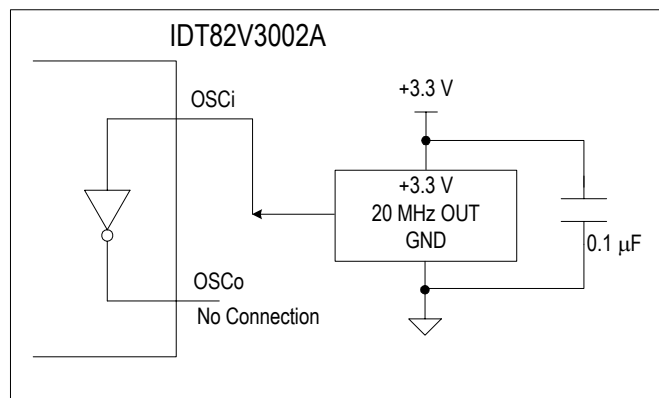 IDT82V3002A
OSCi
+3.3 V
+3.3 V
20 MHz OUT
GND
0.1 μF
OSCo
No Connection